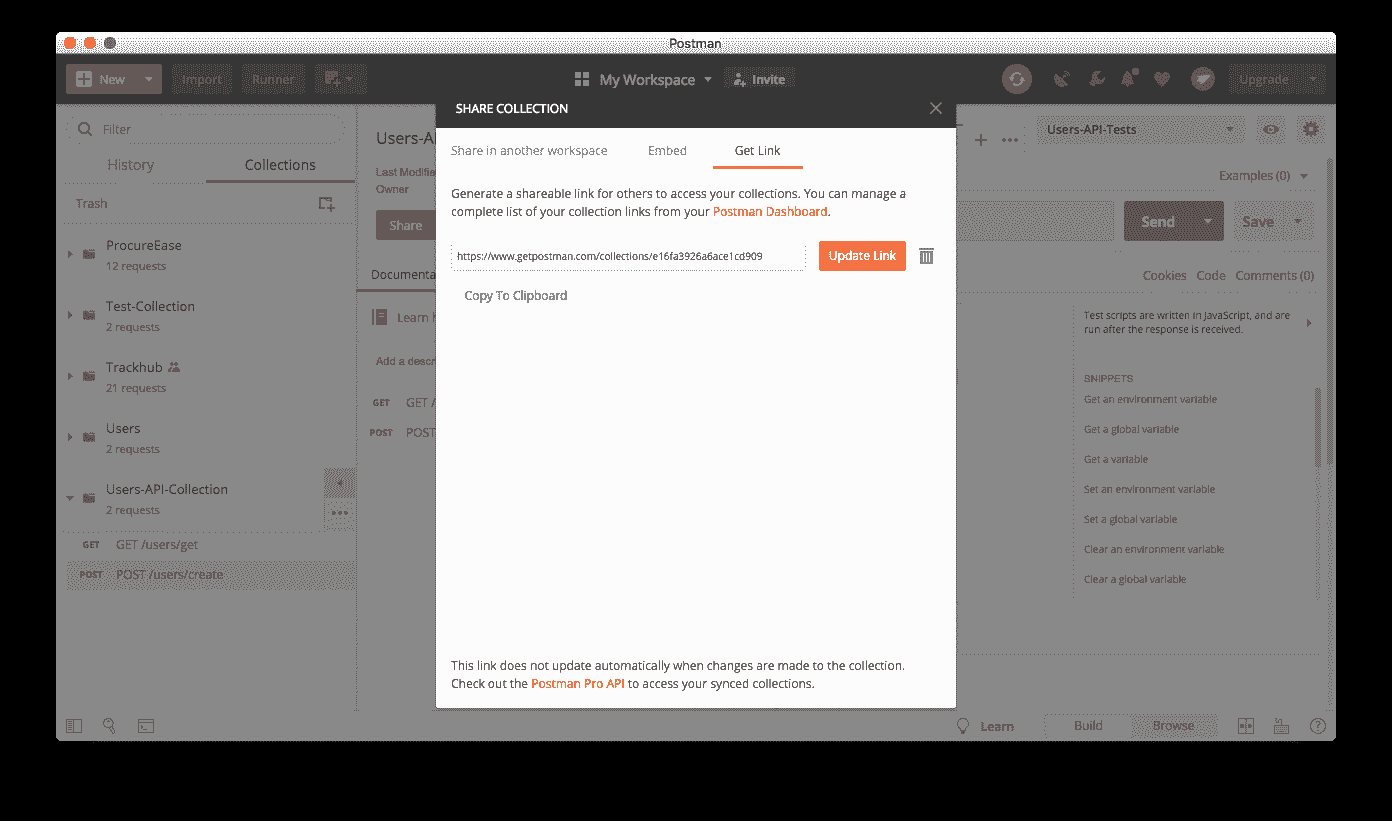 Postman
New
Import
Runner
My Workspace
Invite
Upgrade
Filter
History
Collections
Trash
ProcureEase
12 requests
Test-Collection
2 requests
Trackhub
21 requests
Users
2 requests
Users-API-Collection
2 requests
GET GET /users/get
POST POST /users/create
Users-A
Last Modifie
Owner
Share
Documenta
Learn h
Add a descr
GET GET /
POST POST
SHARE COLLECTION
Share in another workspace
Embed
Get Link
Generate a shareable link for others to access your collections. You can manage a
complete list of your collection links from your Postman Dashboard.
https://www.getpostman.com/collections/e16fa3926a6ace1cd909
Update Link
Copy To Clipboard
This link does not update automatically when changes are made to the collection.
Check out the Postman Pro API to access your synced collections.
Users-API-Tests
Examples (0)
Send
Save
Cookies Code Comments (0)
Test scripts are written in JavaScript, and are
run after the response is received.
SNIPPETS
Get an environment variable
Get a global variable
Get a variable
Set an environment variable
Set a global variable
Clear an environment variable
Clear a global variable
Learn
Build
Browse